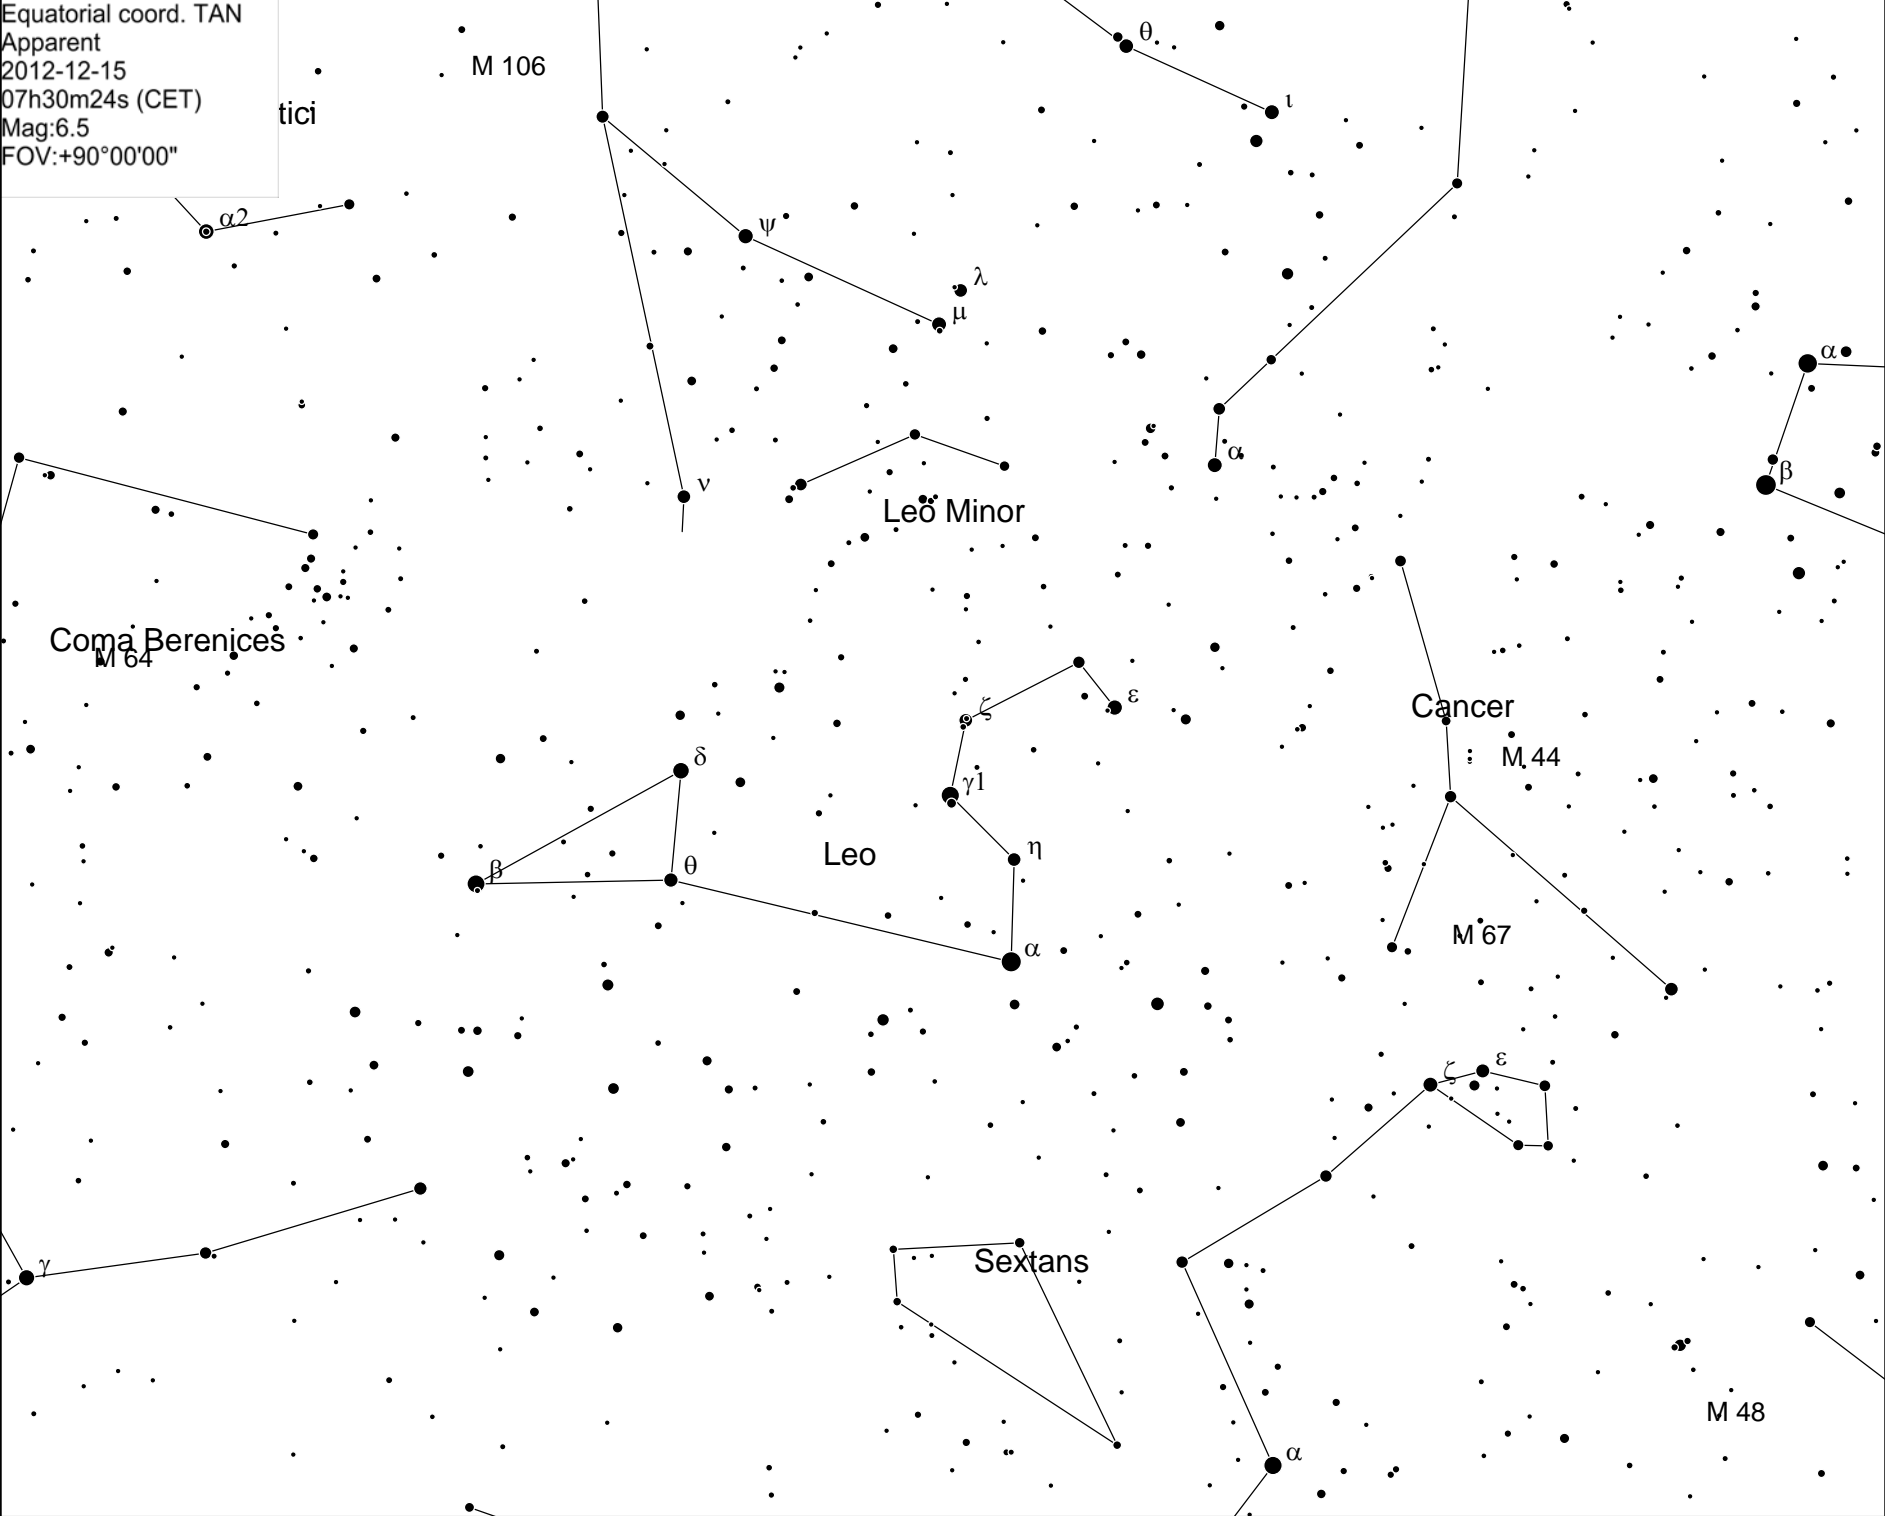 Equatorial coord. TAN
Apparent
2012-12-15
07h30m24s (CET)
Mag:6.5
FOV:+90°00'00"
tici
M 106
θ
ι
α2
ψ
λ
μ
α
β
ν
α
Leo Minor
Coma Berenices
M 64
ζ
ε
Cancer
M 44
δ
γ1
β
θ
Leo
η
α
M 67
ζ
ε
γ
Sextans
M 48
α